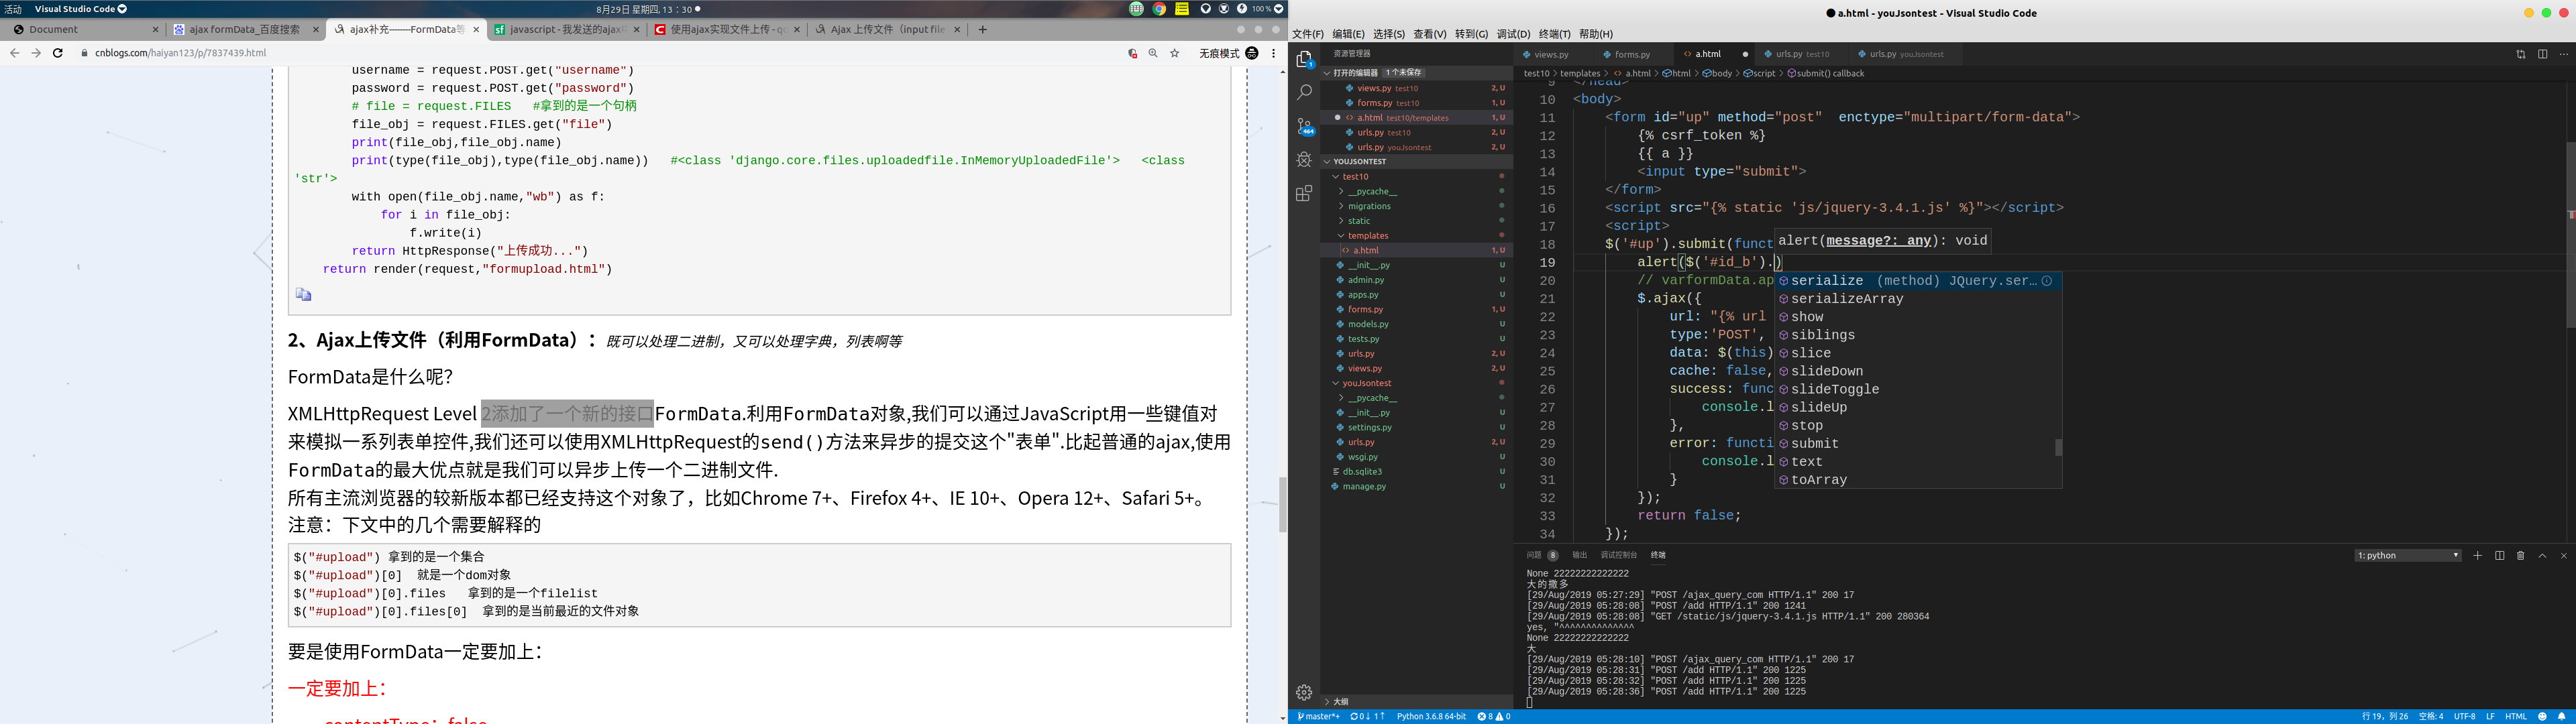 活动
Visual Studio Code
8月29日 星期四, 13：30
100 %
Document
ajax formData_百度搜索
ajax补充——FormData等
javascript - 我发送的ajax
使用ajax实现文件上传 - qq
Ajax 上传文件（input file
cnblogs.com/haiyan123/p/7837439.html
无痕模式
username = request.POST.get("username")
password = request.POST.get("password")
# file = request.FILES   #拿到的是一个句柄
file_obj = request.FILES.get("file")
print(file_obj,file_obj.name)
print(type(file_obj),type(file_obj.name))   #<class 'django.core.files.uploadedfile.InMemoryUploadedFile'>   <class
'str'>
with open(file_obj.name,"wb") as f:
for i in file_obj:
f.write(i)
return HttpResponse("上传成功...")
return render(request,"formupload.html")
2、Ajax上传文件（利用FormData）：既可以处理二进制，又可以处理字典，列表啊等
FormData是什么呢？
XMLHttpRequest Level 2添加了一个新的接口FormData.利用FormData对象,我们可以通过JavaScript用一些键值对
来模拟一系列表单控件,我们还可以使用XMLHttpRequest的send()方法来异步的提交这个"表单".比起普通的ajax,使用
FormData的最大优点就是我们可以异步上传一个二进制文件.
所有主流浏览器的较新版本都已经支持这个对象了，比如Chrome 7+、Firefox 4+、IE 10+、Opera 12+、Safari 5+。
注意：下文中的几个需要解释的
$("#upload") 拿到的是一个集合
$("#upload")[0]  就是一个dom对象
$("#upload")[0].files   拿到的是一个filelist
$("#upload")[0].files[0]  拿到的是当前最近的文件对象
要是使用FormData一定要加上：
一定要加上：
contentType：false
● a.html - youJsontest - Visual Studio Code
文件(F) 编辑(E) 选择(S) 查看(V) 转到(G) 调试(D) 终端(T) 帮助(H)
资源管理器
打开的编辑器 1 个未保存
views.py test10 2, U
forms.py test10 1, U
a.html test10/templates 1, U
urls.py test10 2, U
urls.py youJsontest 2, U
YOUJSONTEST
test10
__pycache__
migrations
static
templates
a.html 1, U
__init__.py U
admin.py U
apps.py U
forms.py 1, U
models.py U
tests.py U
urls.py 2, U
views.py 2, U
youJsontest
__pycache__
__init__.py U
settings.py U
urls.py 2, U
wsgi.py U
db.sqlite3 U
manage.py U
大纲
1
464
views.py
forms.py
a.html
urls.py test10
urls.py youJsontest
test10 > templates > a.html > html > body > script > submit() callback
9 </head>
10 <body>
11 <form id="up" method="post"  enctype="multipart/form-data">
12 {% csrf_token %}
13 {{ a }}
14 <input type="submit">
15 </form>
16 <script src="{% static 'js/jquery-3.4.1.js' %}"></script>
17 <script>
18 $('#up').submit(funct
alert(message?: any): void
19 alert($('#id_b').)
20 // varformData.ap
21 $.ajax({
22 url: "{% url
23 type:'POST',
24 data: $(this)
25 cache: false,
26 success: func
27 console.l
28 },
29 error: functi
30 console.l
31 }
32 });
33 return false;
34 });
serialize (method) JQuery.ser...
serializeArray
show
siblings
slice
slideDown
slideToggle
slideUp
stop
submit
text
toArray
问题 8 输出 调试控制台 终端
1: python
None 22222222222222
大的撒多
[29/Aug/2019 05:27:29] "POST /ajax_query_com HTTP/1.1" 200 17
[29/Aug/2019 05:28:08] "POST /add HTTP/1.1" 200 1241
[29/Aug/2019 05:28:08] "GET /static/js/jquery-3.4.1.js HTTP/1.1" 200 280364
yes, "^^^^^^^^^^^^^^
None 22222222222222
大
[29/Aug/2019 05:28:10] "POST /ajax_query_com HTTP/1.1" 200 17
[29/Aug/2019 05:28:31] "POST /add HTTP/1.1" 200 1225
[29/Aug/2019 05:28:32] "POST /add HTTP/1.1" 200 1225
[29/Aug/2019 05:28:36] "POST /add HTTP/1.1" 200 1225
master*+ 0↓ 1↑ Python 3.6.8 64-bit 8 0
行 19，列 26 空格: 4 UTF-8 LF HTML